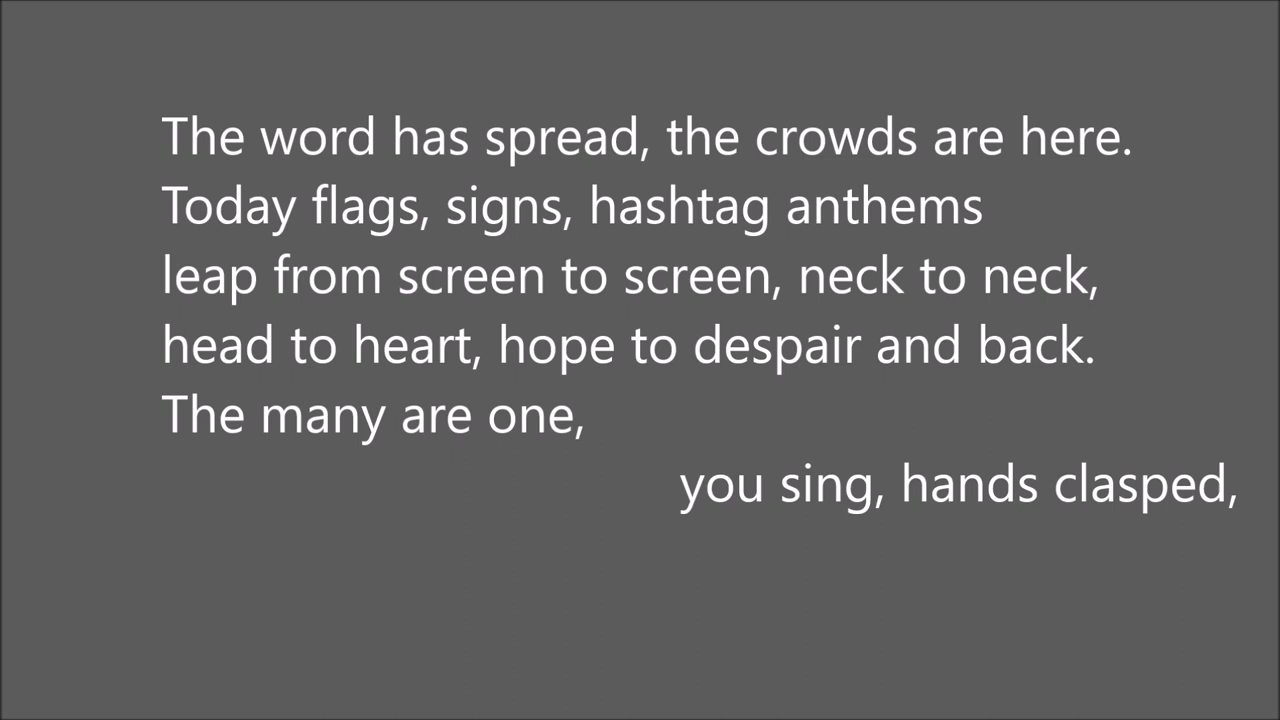 The word has spread, the crowds are here.
Today flags, signs, hashtag anthems
leap from screen to screen, neck to neck,
head to heart, hope to despair and back.
The many are one,
you sing, hands clasped,